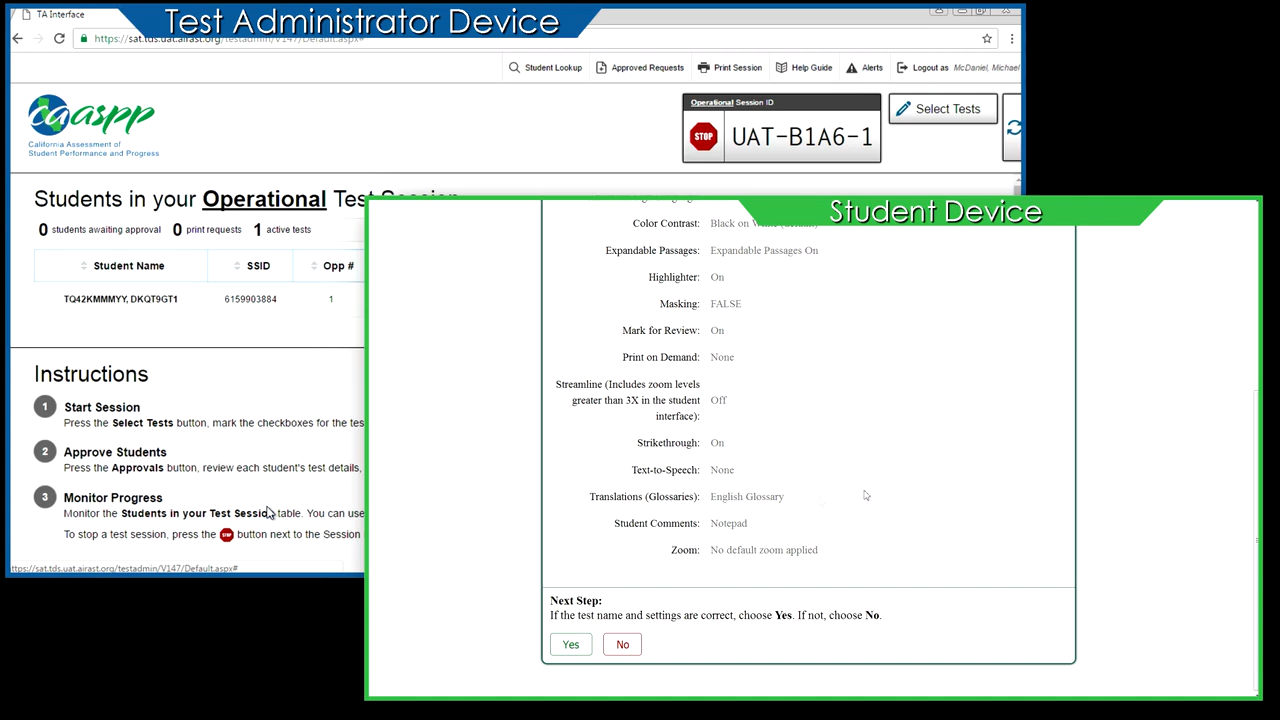 TA Interface
Test Administrator Device
https://sat.tds.uat.airast.org/testadmin/V147/Default.aspx#
Student Lookup
Approved Requests
Print Session
Help Guide
Alerts
Logout as McDaniel, Michael
caaspp
California Assessment of
Student Performance and Progress
Operational Session ID
STOP
UAT-B1A6-1
Select Tests
Students in your Operational Test Session
0 students awaiting approval
0 print requests
1 active tests
Student Name
SSID
Opp #
TQ42KMMMYY, DKQT9GT1
6159903884
1
Instructions
1
Start Session
Press the Select Tests button, mark the checkboxes for the tes
2
Approve Students
Press the Approvals button, review each student's test details,
3
Monitor Progress
Monitor the Students in your Test Session table. You can use
To stop a test session, press the STOP button next to the Session
ttps://sat.tds.uat.airast.org/testadmin/V147/Default.aspx#
Student Device
Color Contrast: Black on White (default)
Expandable Passages: Expandable Passages On
Highlighter: On
Masking: FALSE
Mark for Review: On
Print on Demand: None
Streamline (Includes zoom levels
greater than 3X in the student
interface): Off
Strikethrough: On
Text-to-Speech: None
Translations (Glossaries): English Glossary
Student Comments: Notepad
Zoom: No default zoom applied
Next Step:
If the test name and settings are correct, choose Yes. If not, choose No.
Yes
No